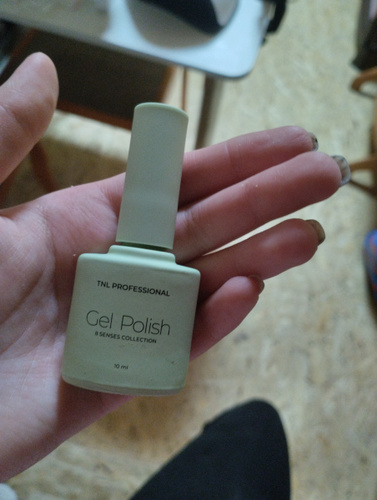 TNL PROFESSIONAL
Gel Polish
8 SENSES COLLECTION
10 ml